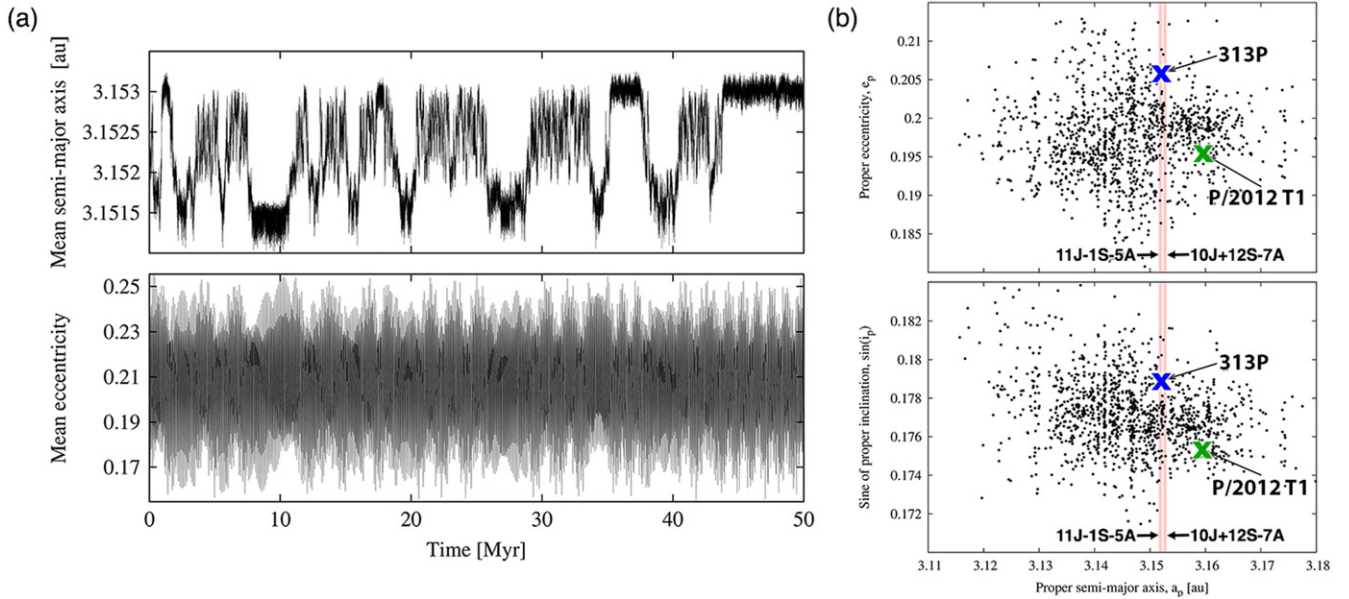 (a)
Mean semi-major axis [au]
3.153
3.1525
3.152
3.1515
Mean eccentricity
0.25
0.23
0.21
0.19
0.17
0 10 20 30 40 50
Time [Myr]
(b)
Proper eccentricity, e_p
0.21
0.205
0.2
0.195
0.19
0.185
313P
P/2012 T1
11J-1S-5A 10J+12S-7A
Sine of proper inclination, sin(i_p)
0.182
0.18
0.178
0.176
0.174
0.172
313P
P/2012 T1
11J-1S-5A 10J+12S-7A
3.11 3.12 3.13 3.14 3.15 3.16 3.17 3.18
Proper semi-major axis, a_p [au]